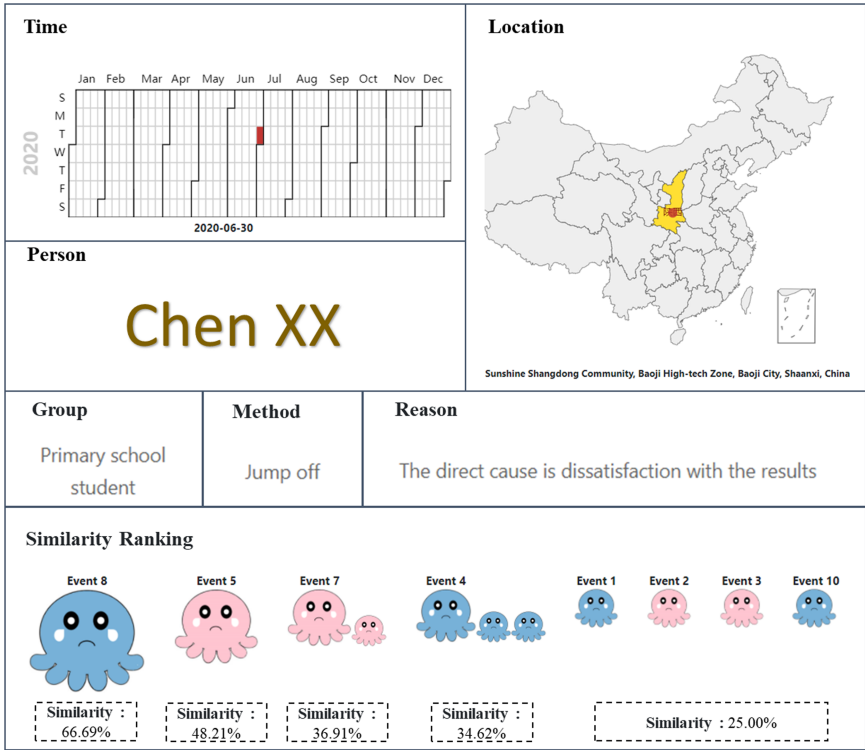 Time
Jan Feb Mar Apr May Jun Jul Aug Sep Oct Nov Dec
S
M
T
W
T
F
S
2020
2020-06-30
Location
Sunshine Shangdong Community, Baoji High-tech Zone, Baoji City, Shaanxi, China
Person
Chen XX
Group
Primary school
student
Method
Jump off
Reason
The direct cause is dissatisfaction with the results
Similarity Ranking
Event 8 Event 5 Event 7 Event 4 Event 1 Event 2 Event 3 Event 10
Similarity :
66.69%
Similarity :
48.21%
Similarity :
36.91%
Similarity :
34.62%
Similarity : 25.00%